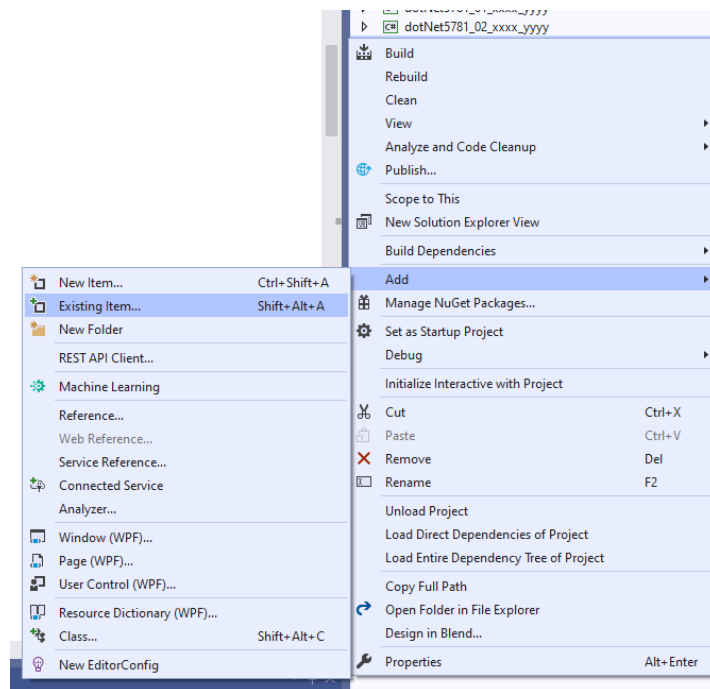 dotNet5781_02_xxxx_yyyy
Build
Rebuild
Clean
View
Analyze and Code Cleanup
Publish...
Scope to This
New Solution Explorer View
Build Dependencies
Add
Manage NuGet Packages...
Set as Startup Project
Debug
Initialize Interactive with Project
Cut Ctrl+X
Paste Ctrl+V
Remove Del
Rename F2
Unload Project
Load Direct Dependencies of Project
Load Entire Dependency Tree of Project
Copy Full Path
Open Folder in File Explorer
Design in Blend...
Properties Alt+Enter
New Item... Ctrl+Shift+A
Existing Item... Shift+Alt+A
New Folder
REST API Client...
Machine Learning
Reference...
Web Reference...
Service Reference...
Connected Service
Analyzer...
Window (WPF)...
Page (WPF)...
User Control (WPF)...
Resource Dictionary (WPF)...
Class... Shift+Alt+C
New EditorConfig